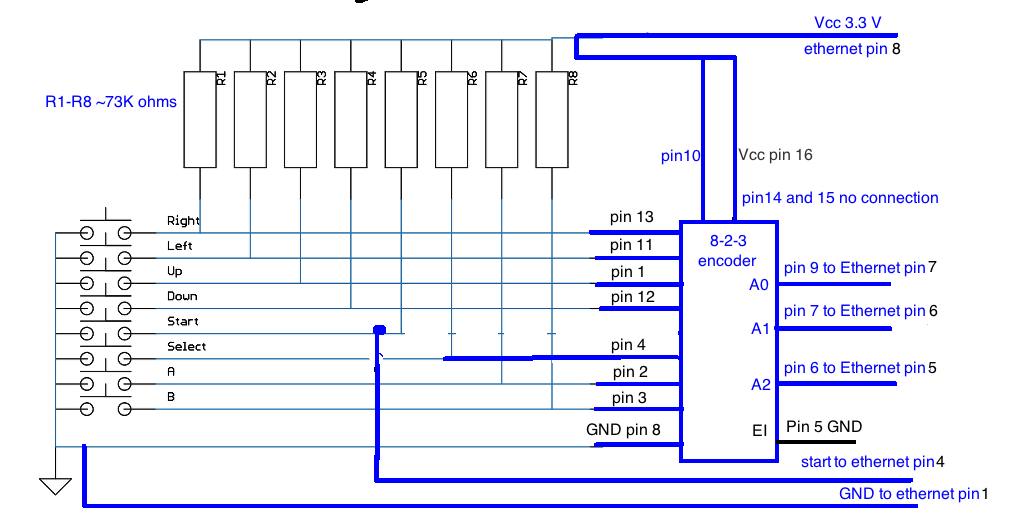 Vcc 3.3 V
ethernet pin 8
R1
R2
R3
R4
R5
R6
R7
R8
R1-R8 ~73K ohms
pin10
Vcc pin 16
pin14 and 15 no connection
Right
pin 13
8-2-3
encoder
Left
pin 11
Up
pin 1
A0
pin 9 to Ethernet pin 7
Down
pin 12
Start
A1
pin 7 to Ethernet pin 6
Select
pin 4
A
pin 2
A2
pin 6 to Ethernet pin 5
B
pin 3
GND pin 8
EI
Pin 5 GND
start to ethernet pin 4
GND to ethernet pin 1